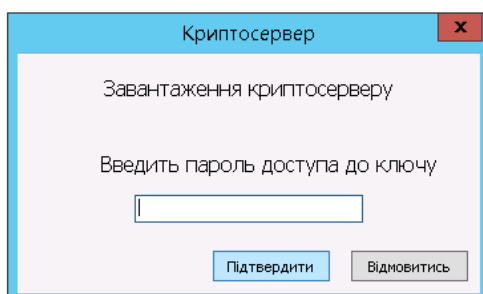 Криптосервер
x
Завантаження криптосерверу
Введить пароль доступа до ключу
Підтвердити Відмовитись